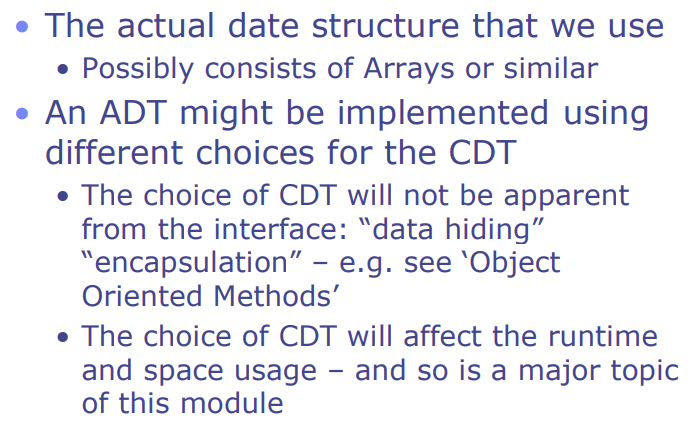 • The actual date structure that we use
• Possibly consists of Arrays or similar
• An ADT might be implemented using
different choices for the CDT
• The choice of CDT will not be apparent
from the interface: “data hiding”
“encapsulation” – e.g. see ‘Object
Oriented Methods’
• The choice of CDT will affect the runtime
and space usage – and so is a major topic
of this module